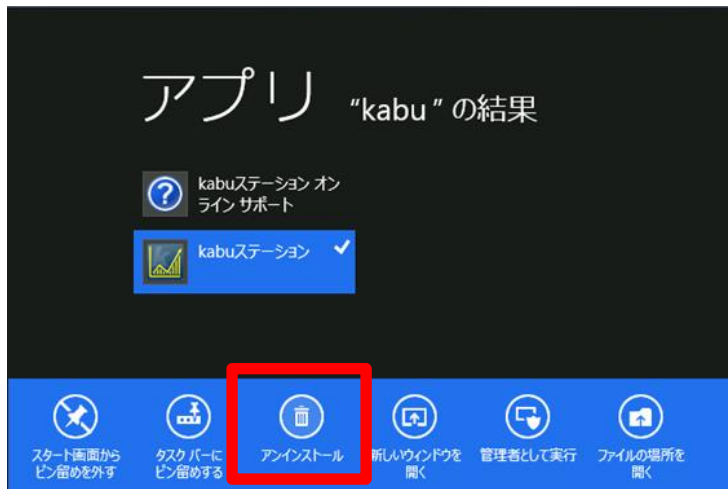 アプリ “kabu” の結果
kabuステーション オン
ライン サポート
kabuステーション
スタート画面から
ピン留めを外す
タスク バーに
ピン留めする
アンインストール
新しいウィンドウを
開く
管理者として実行
ファイルの場所を
開く